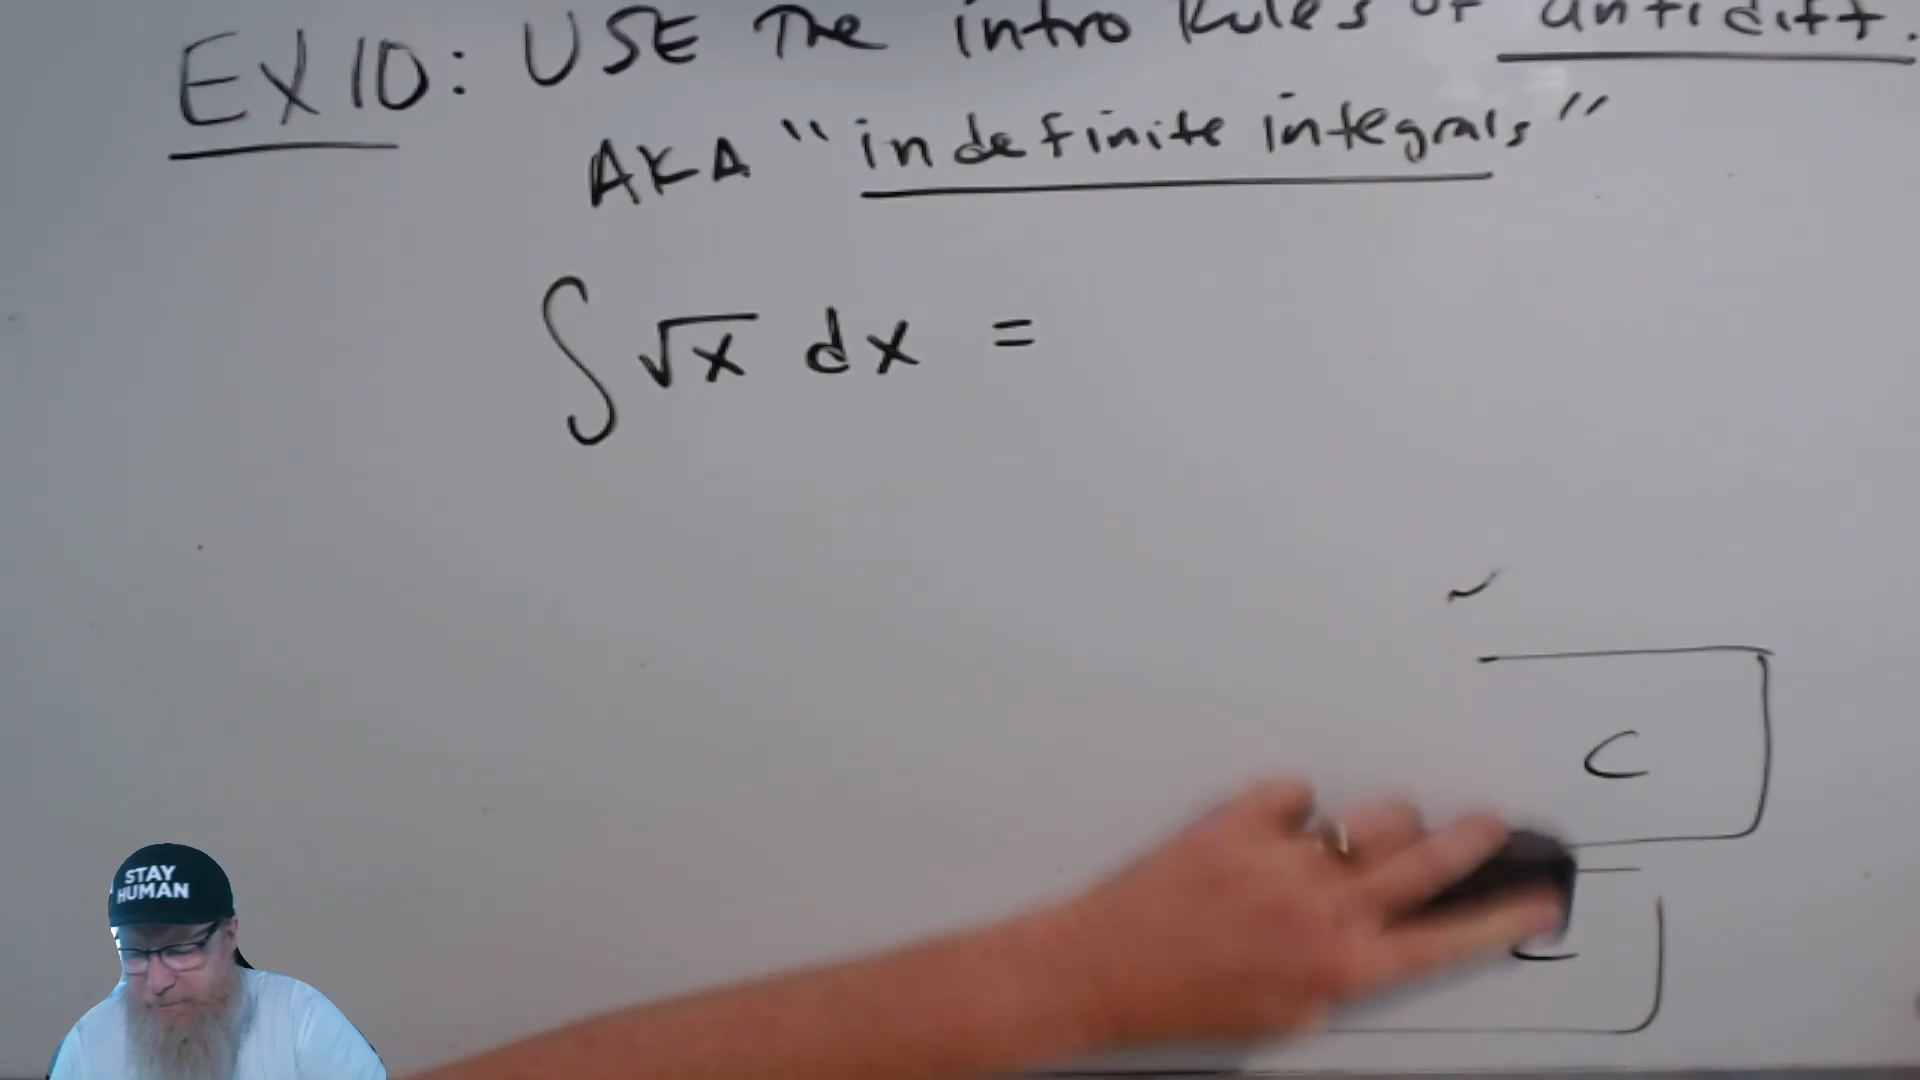 EX 10: USE The intro Rules of antidiff.
AKA "indefinite integrals"
∫ √x dx =
C
C
STAY
HUMAN